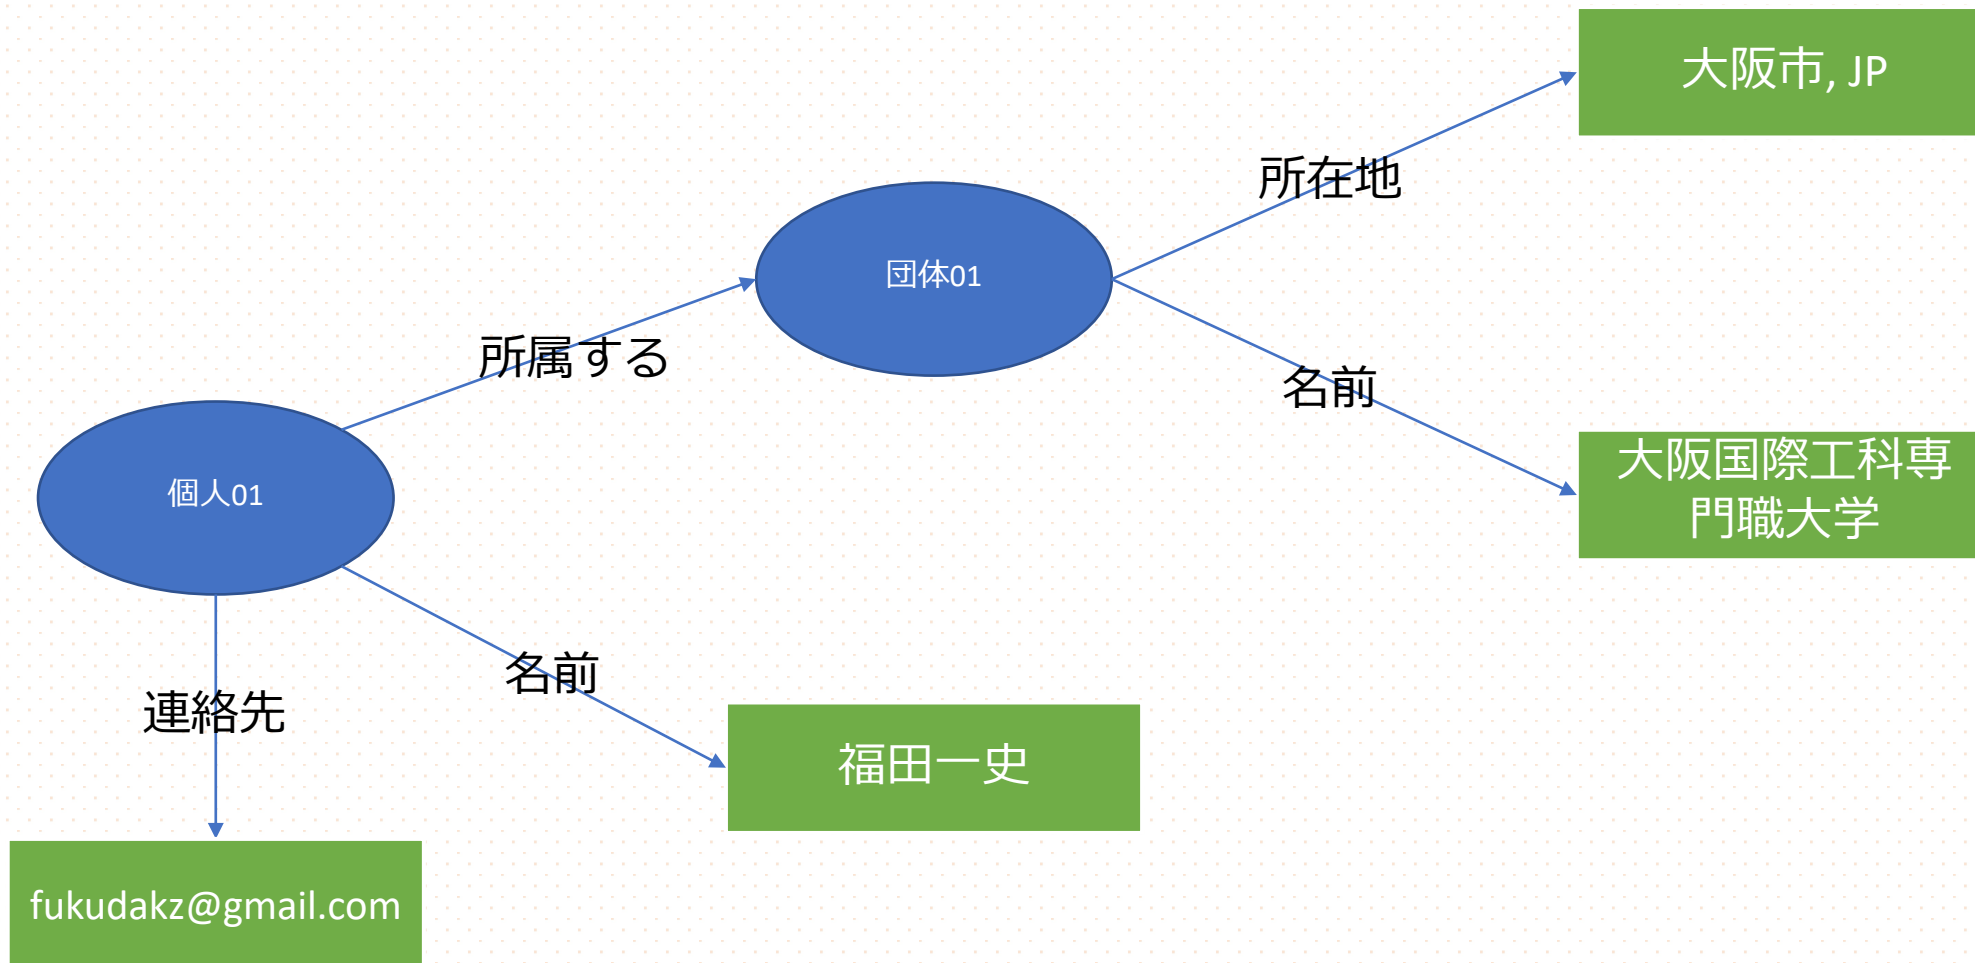 大阪市, JP
所在地
団体01
所属する
名前
大阪国際工科専
門職大学
個人01
名前
連絡先
福田一史
fukudakz@gmail.com